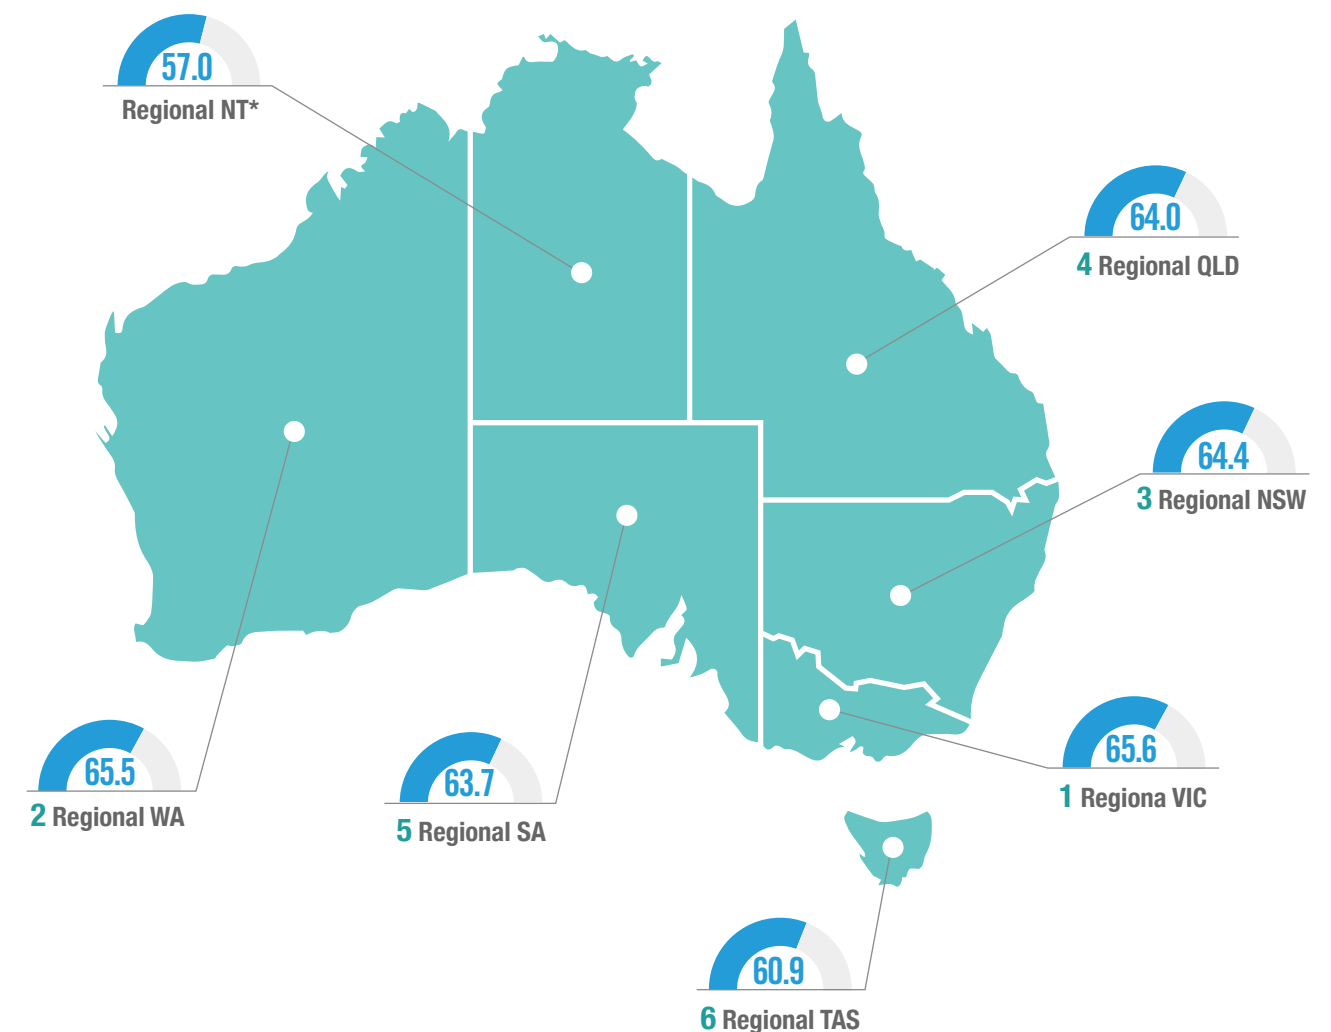 57.0
Regional NT*
64.0
4 Regional QLD
64.4
3 Regional NSW
65.6
1 Regiona VIC
65.5
2 Regional WA
63.7
5 Regional SA
60.9
6 Regional TAS